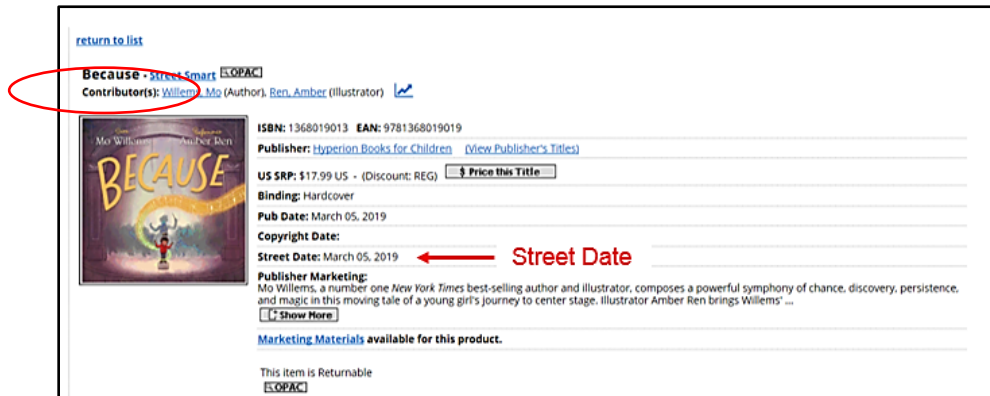 return to list
Because - Street Smart OPAC
Contributor(s): Willems, Mo (Author), Ren, Amber (Illustrator)
Mo Willems Amber Ren
BECAUSE
ISBN: 1368019013 EAN: 9781368019019
Publisher: Hyperion Books for Children (View Publisher's Titles)
US SRP: $17.99 US - (Discount: REG) $ Price this Title
Binding: Hardcover
Pub Date: March 05, 2019
Copyright Date:
Street Date: March 05, 2019 Street Date
Publisher Marketing:
Mo Willems, a number one New York Times best-selling author and illustrator, composes a powerful symphony of chance, discovery, persistence,
and magic in this moving tale of a young girl's journey to center stage. Illustrator Amber Ren brings Willems' ...
Show More
Marketing Materials available for this product.
This item is Returnable
OPAC